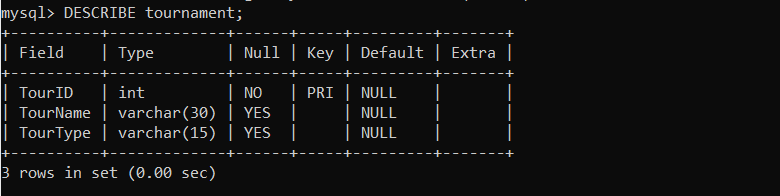 mysql> DESCRIBE tournament;
+----------+-------------+------+-----+---------+-------+
| Field    | Type        | Null | Key | Default | Extra |
+----------+-------------+------+-----+---------+-------+
| TourID   | int         | NO   | PRI | NULL    |       |
| TourName | varchar(30) | YES  |     | NULL    |       |
| TourType | varchar(15) | YES  |     | NULL    |       |
+----------+-------------+------+-----+---------+-------+
3 rows in set (0.00 sec)